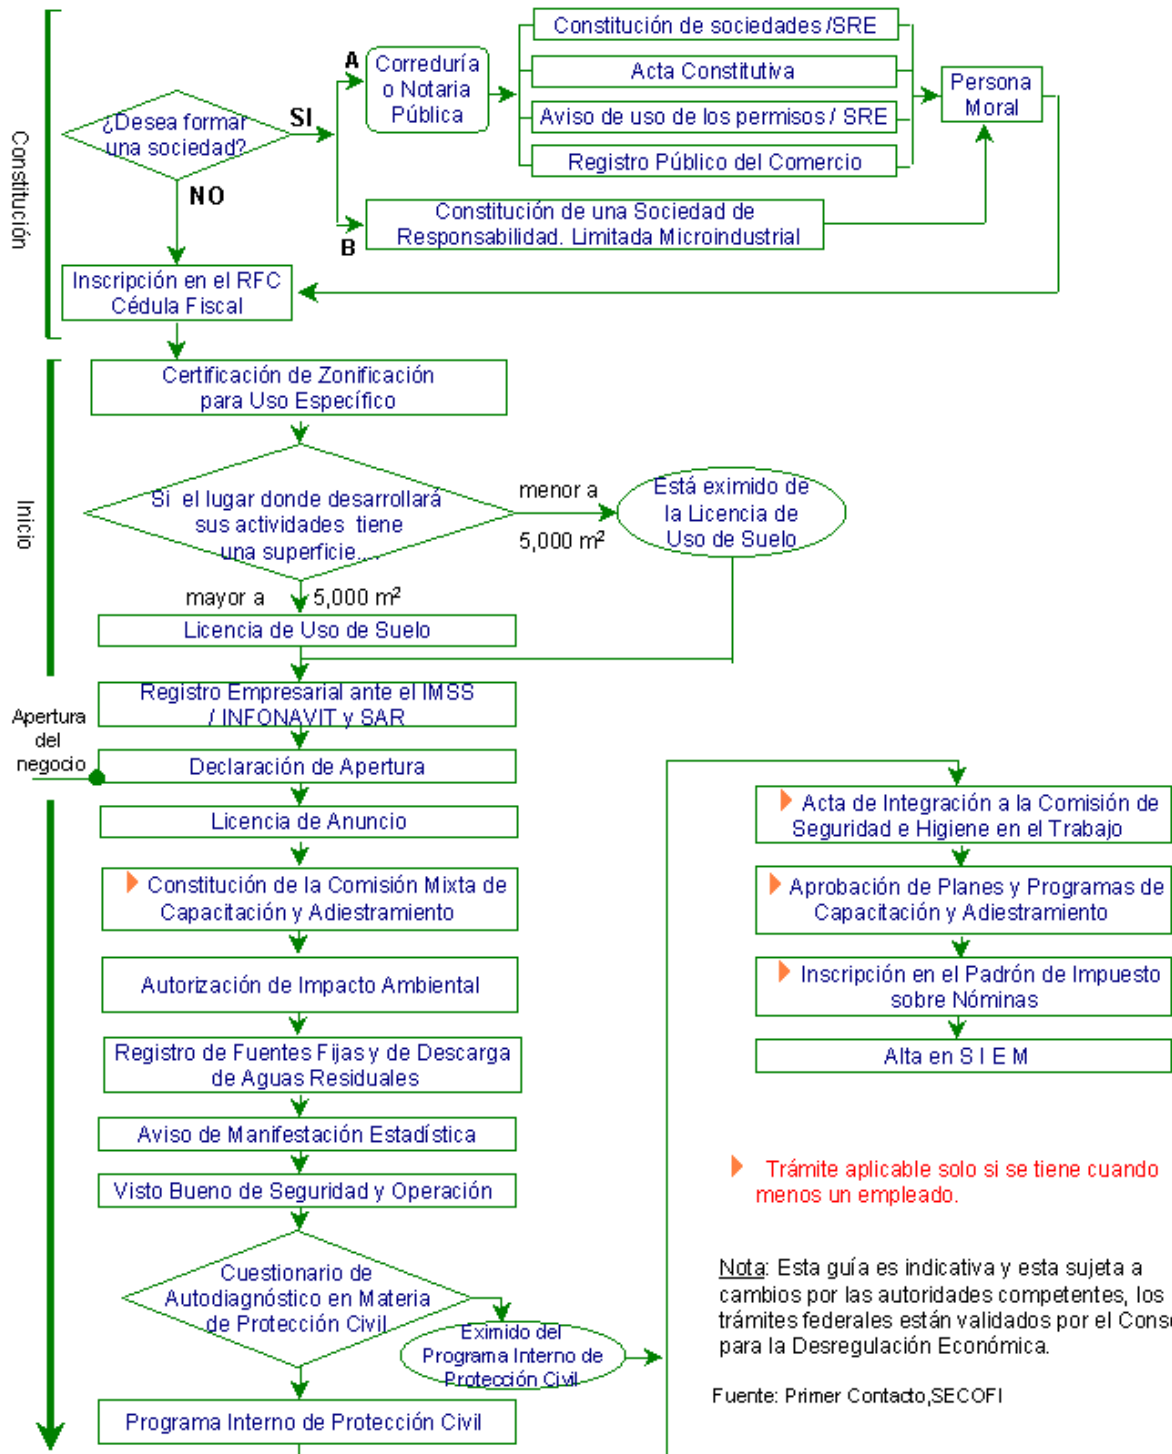 Constitución
¿Desea formar
una sociedad?
SI
NO
A
B
Correduría
o Notaria
Pública
Constitución de sociedades /SRE
Acta Constitutiva
Aviso de uso de los permisos / SRE
Registro Público del Comercio
Persona
Moral
Constitución de una Sociedad de
Responsabilidad. Limitada Microindustrial
Inscripción en el RFC
Cédula Fiscal
Inicio
Certificación de Zonificación
para Uso Específico
Si el lugar donde desarrollará
sus actividades tiene
una superficie....
menor a
5,000 m²
Está eximido de
la Licencia de
Uso de Suelo
mayor a 5,000 m²
Licencia de Uso de Suelo
Registro Empresarial ante el IMSS
/ INFONAVIT y SAR
Apertura
del
negocio
Declaración de Apertura
Licencia de Anuncio
Constitución de la Comisión Mixta de
Capacitación y Adiestramiento
Autorización de Impacto Ambiental
Registro de Fuentes Fijas y de Descarga
de Aguas Residuales
Aviso de Manifestación Estadística
Visto Bueno de Seguridad y Operación
Cuestionario de
Autodiagnóstico en Materia
de Protección Civil
Eximido del
Programa Interno de
Protección Civil
Programa Interno de Protección Civil
Acta de Integración a la Comisión de
Seguridad e Higiene en el Trabajo
Aprobación de Planes y Programas de
Capacitación y Adiestramiento
Inscripción en el Padrón de Impuesto
sobre Nóminas
Alta en S I E M
Trámite aplicable solo si se tiene cuando
menos un empleado.
Nota: Esta guía es indicativa y esta sujeta a
cambios por las autoridades competentes, los
trámites federales están validados por el Cons
para la Desregulación Económica.
Fuente: Primer Contacto,SECOFI